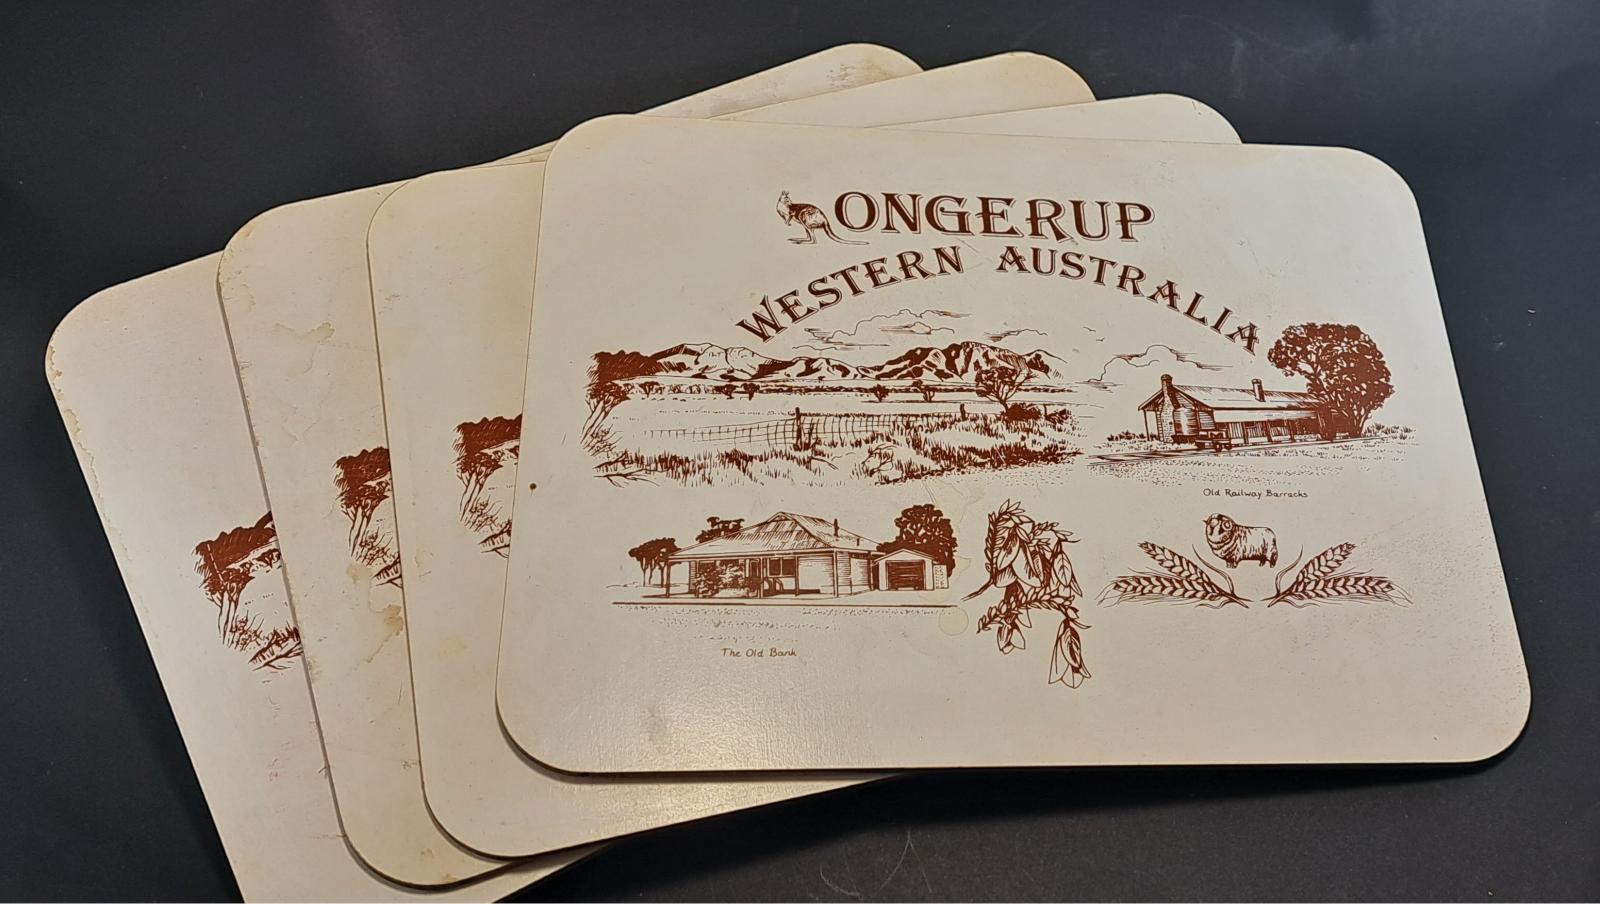 ONGERUP
WESTERN AUSTRALIA
Old Railway Barracks
The Old Bank